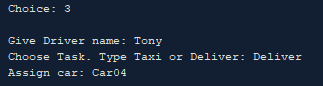 Choice: 3
Give Driver name: Tony
Choose Task. Type Taxi or Deliver: Deliver
Assign car: Car04